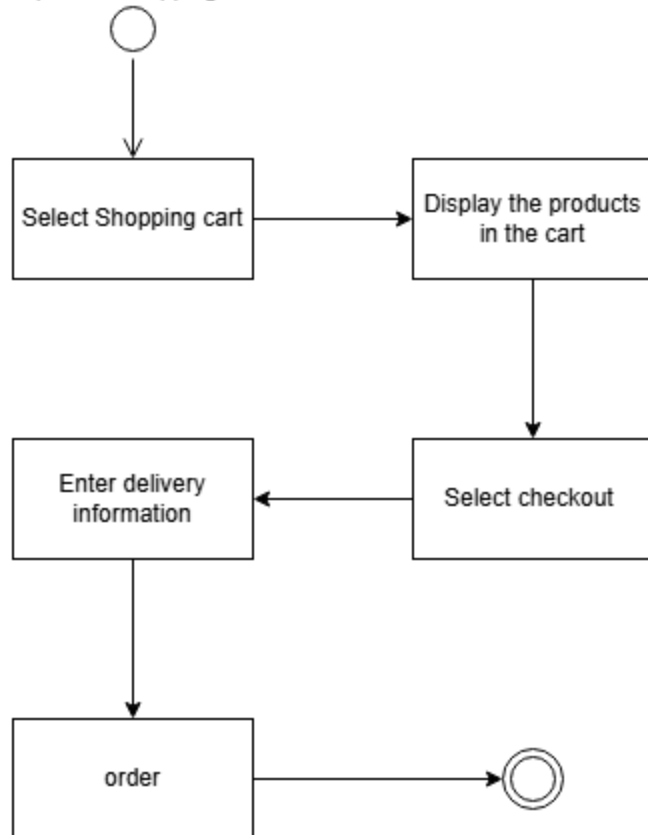 Select Shopping cart
Display the products
in the cart
Select checkout
Enter delivery
information
order